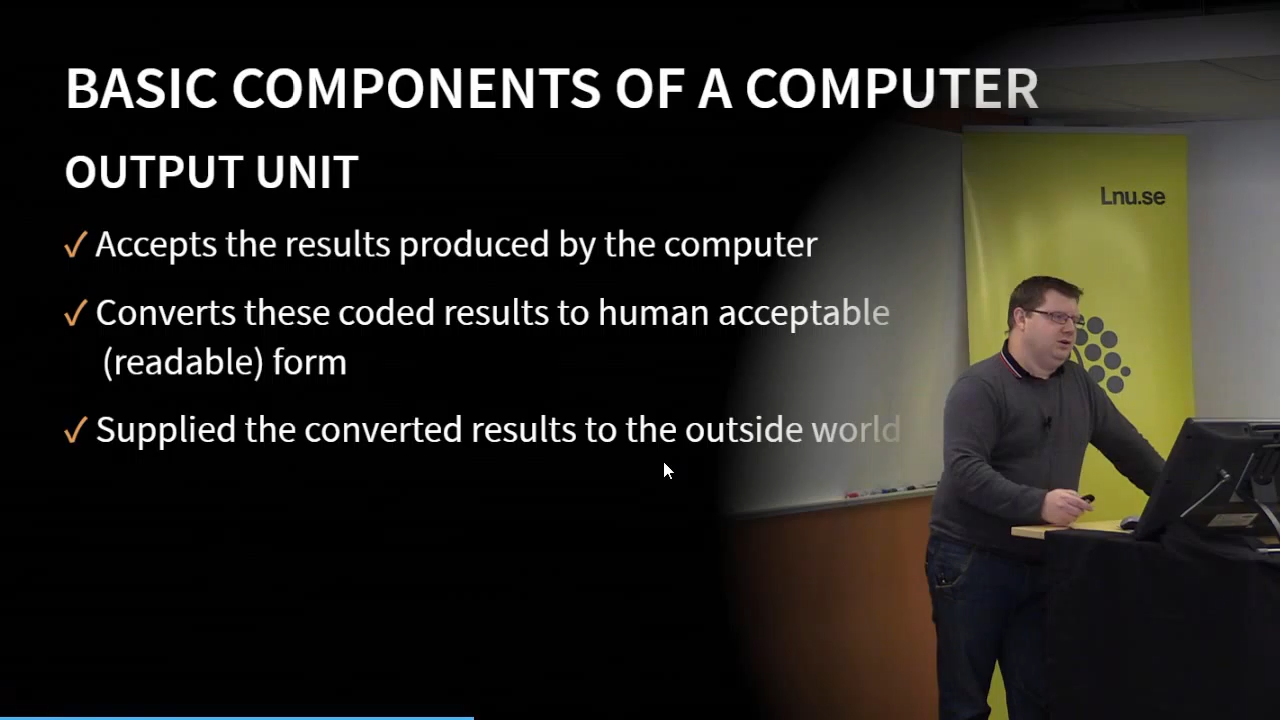 BASIC COMPONENTS OF A COMPUTER
OUTPUT UNIT
✓ Accepts the results produced by the computer
✓ Converts these coded results to human acceptable
(readable) form
✓ Supplied the converted results to the outside world
Lnu.se